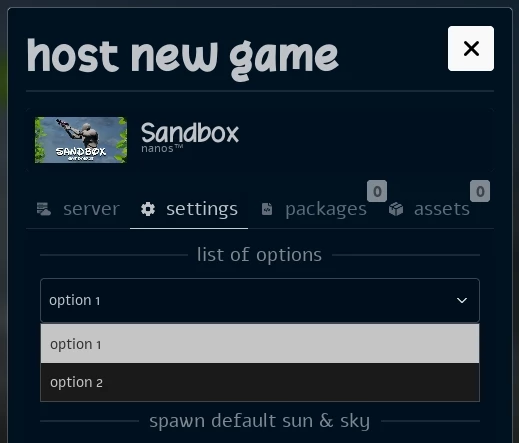 host new game
SANDBOX
Sandbox
nanos™
server
settings
packages
0
assets
0
list of options
option 1
option 1
option 2
spawn default sun & sky